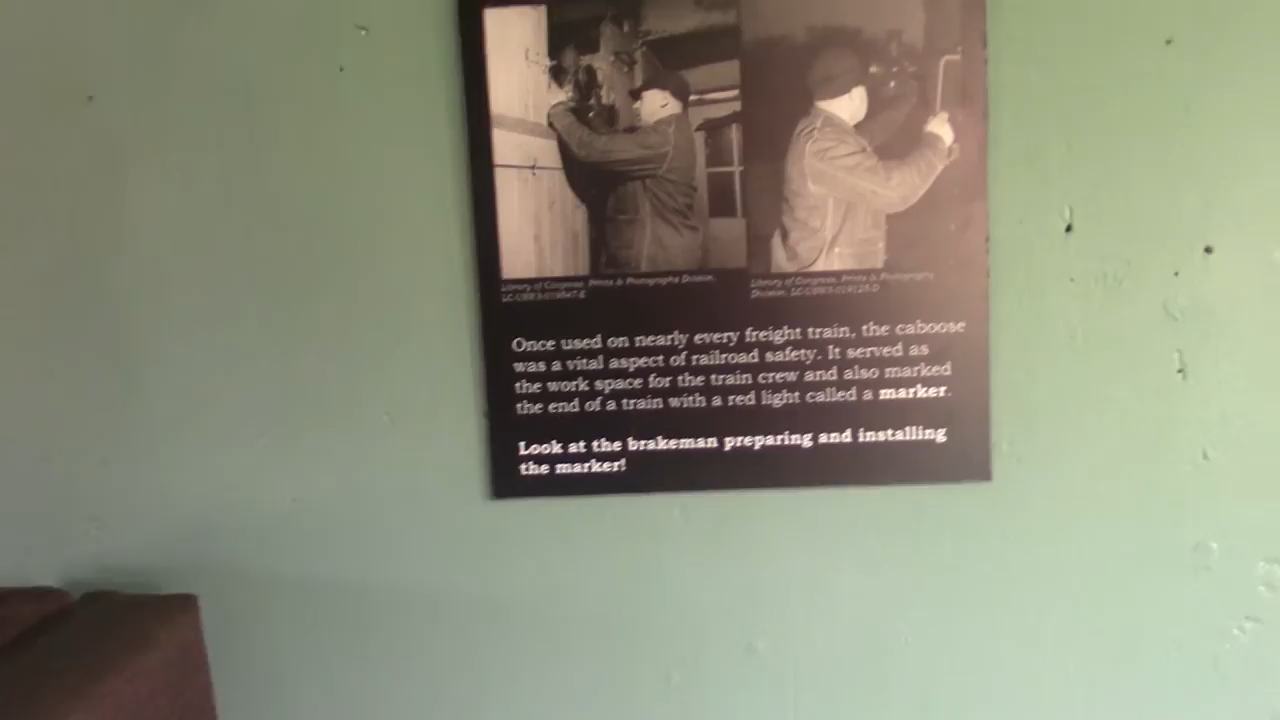 Library of Congress, Prints & Photographs Division,
Library of Congress, Prints & Photography
Division,
Once used on nearly every freight train, the caboose
was a vital aspect of railroad safety. It served as
the work space for the train crew and also marked
the end of a train with a red light called a marker.
Look at the brakeman preparing and installing
the marker!